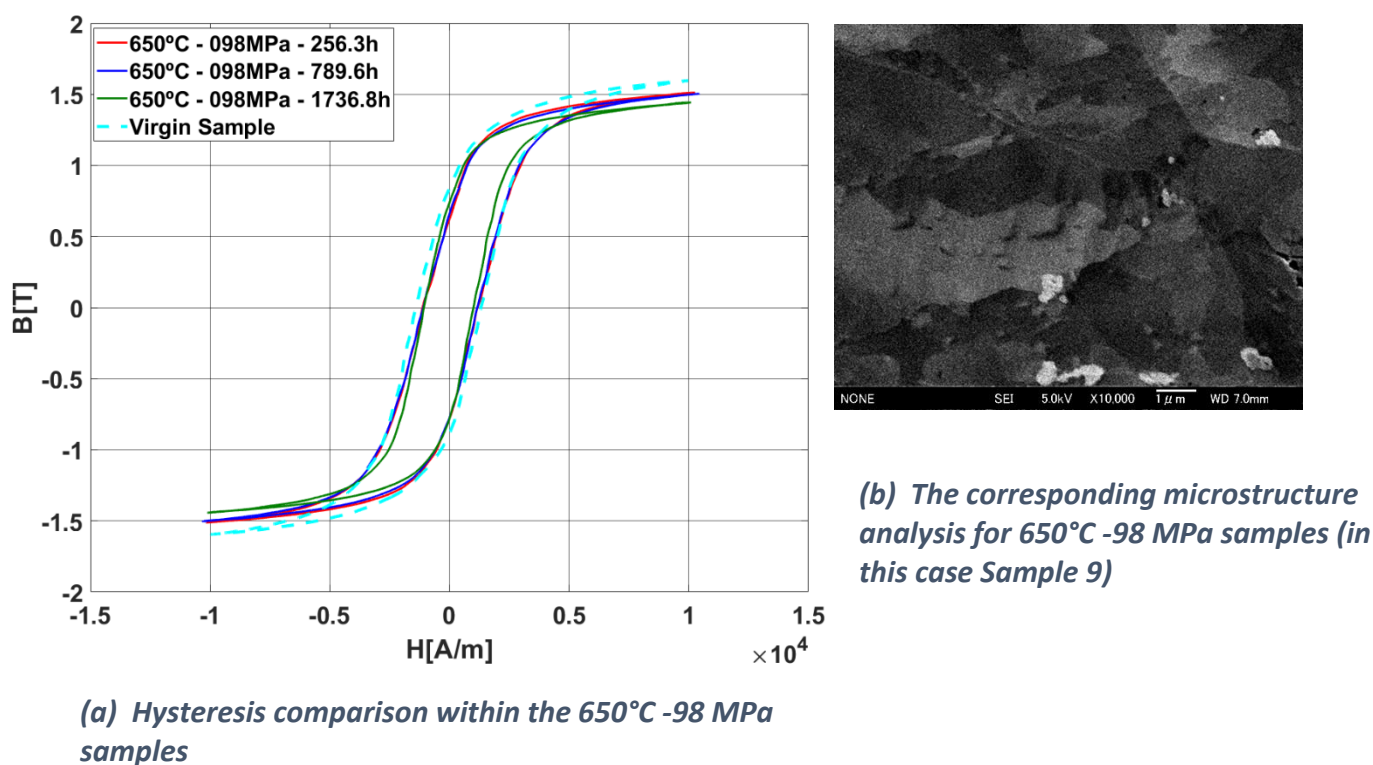 2
1.5
1
0.5
0
-0.5
-1
-1.5
-2
B[T]
650ºC - 098MPa - 256.3h
650ºC - 098MPa - 789.6h
650ºC - 098MPa - 1736.8h
Virgin Sample
-1.5 -1 -0.5 0 0.5 1 1.5
H[A/m]
×10⁴
(a) Hysteresis comparison within the 650°C -98 MPa
samples
NONE SEI 5.0kV X10,000 1 μm WD 7.0mm
(b) The corresponding microstructure
analysis for 650°C -98 MPa samples (in
this case Sample 9)